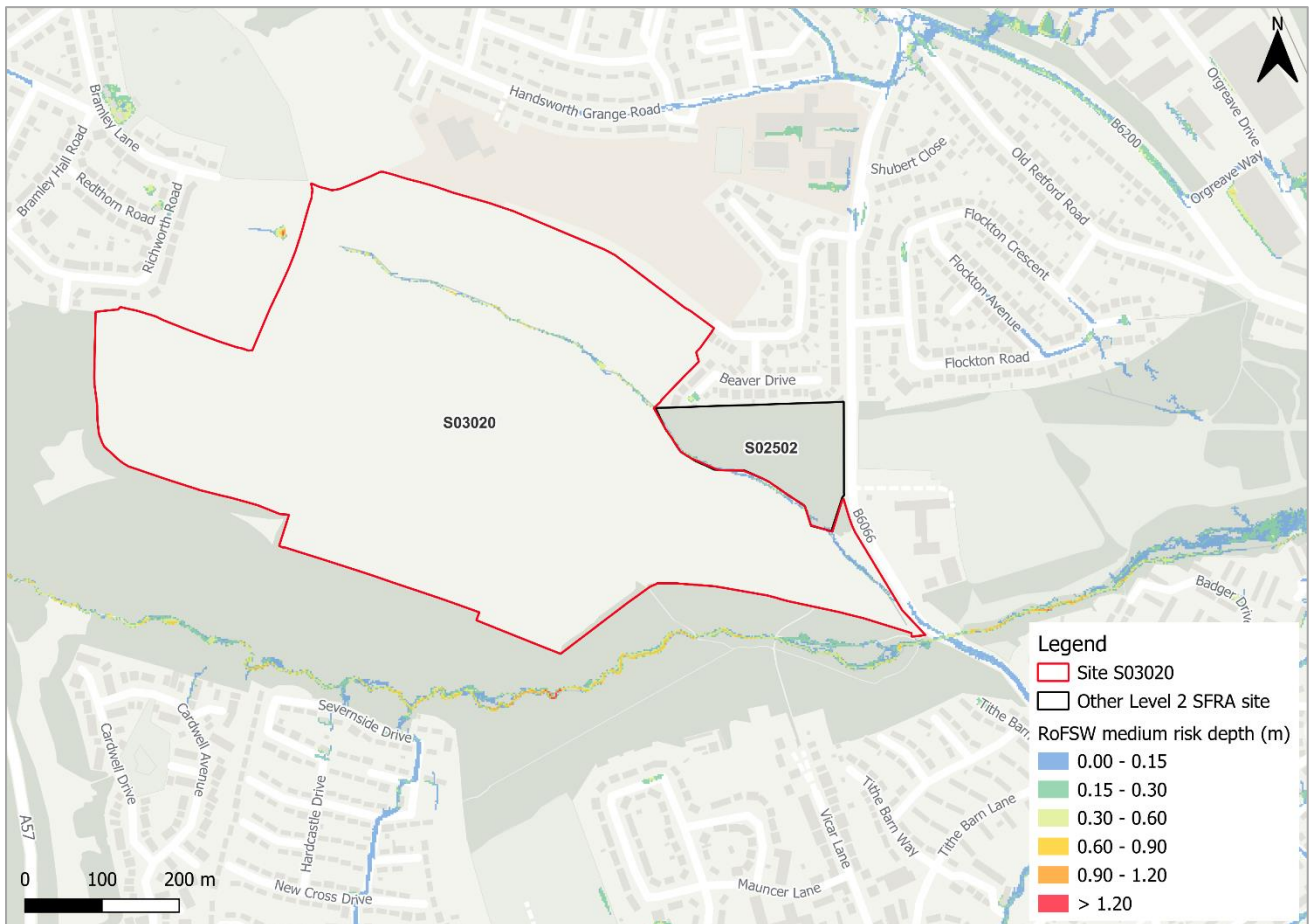 N
Bramley Lane
Bramley Hall Road
Redthorn Road
Richworth Road
Handsworth Grange Road
Shubert Close
Old Retford Road
B6200
Orgreave Drive
Orgreave Way
Flockton Crescent
Flockton Avenue
Flockton Road
Beaver Drive
S03020
S02502
B6066
Badger Drive
Severnside Drive
Cardwell Drive
Cardwell Avenue
Hardcastle Drive
New Cross Drive
A57
Vicar Lane
Mauncer Lane
Tithe Barn Way
Tithe Barn Lane
Tithe Barn
0 100 200 m
Legend
Site S03020
Other Level 2 SFRA site
RoFSW medium risk depth (m)
0.00 - 0.15
0.15 - 0.30
0.30 - 0.60
0.60 - 0.90
0.90 - 1.20
> 1.20